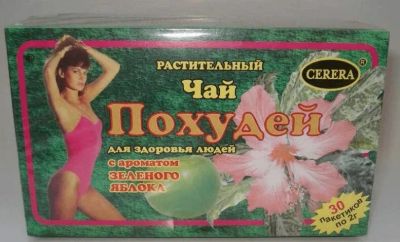 РАСТИТЕЛЬНЫЙ
CERERA®
Чай
Похудей
для здоровья людей
с ароматом
ЗЕЛЕНОГО
ЯБЛОКА
30
пакетиков
по 2г